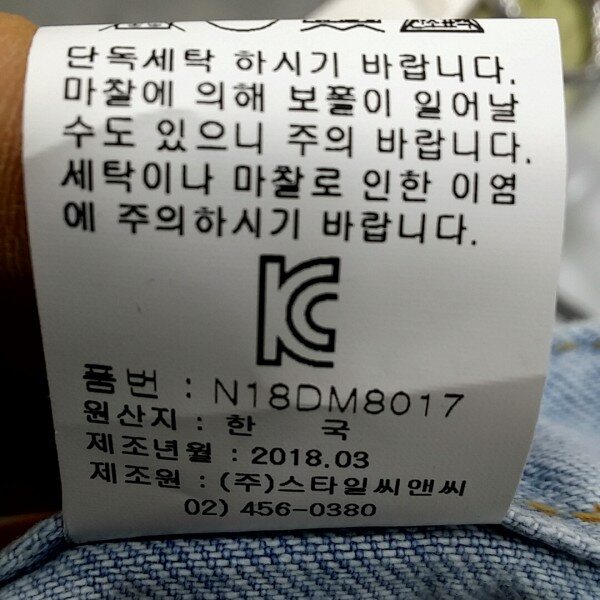 단독세탁 하시기 바랍니다.
마찰에 의해 보폴이 일어날
수도 있으니 주의 바랍니다.
세탁이나 마찰로 인한 이염
에 주의하시기 바랍니다.
KC
품번 : N18DM8017
원산지 : 한 국
제조년월 : 2018.03
제조원 : (주)스타일씨앤씨
02) 456-0380